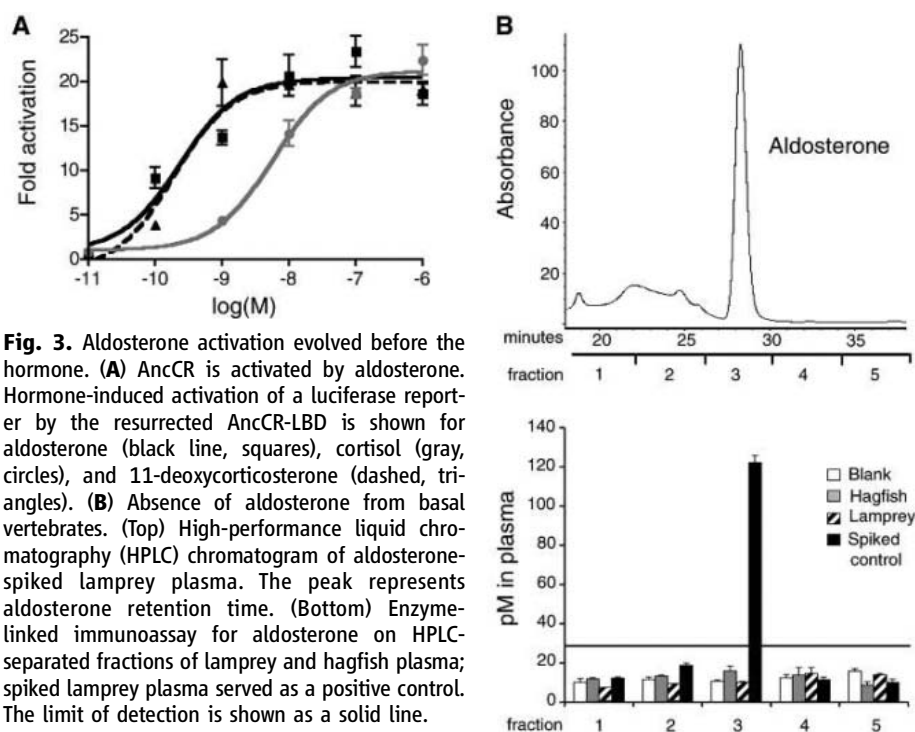 A
Fold activation
25
20
15
10
5
0
-11 -10 -9 -8 -7 -6
log(M)
Fig. 3. Aldosterone activation evolved before the
hormone. (A) AncCR is activated by aldosterone.
Hormone-induced activation of a luciferase report-
er by the resurrected AncCR-LBD is shown for
aldosterone (black line, squares), cortisol (gray,
circles), and 11-deoxycorticosterone (dashed, tri-
angles). (B) Absence of aldosterone from basal
vertebrates. (Top) High-performance liquid chro-
matography (HPLC) chromatogram of aldosterone-
spiked lamprey plasma. The peak represents
aldosterone retention time. (Bottom) Enzyme-
linked immunoassay for aldosterone on HPLC-
separated fractions of lamprey and hagfish plasma;
spiked lamprey plasma served as a positive control.
The limit of detection is shown as a solid line.
B
Absorbance
100
80
60
40
20
Aldosterone
minutes 20 25 30 35
fraction 1 2 3 4 5
pM in plasma
140
120
100
80
60
40
20
0
Blank
Hagfish
Lamprey
Spiked
control
fraction 1 2 3 4 5